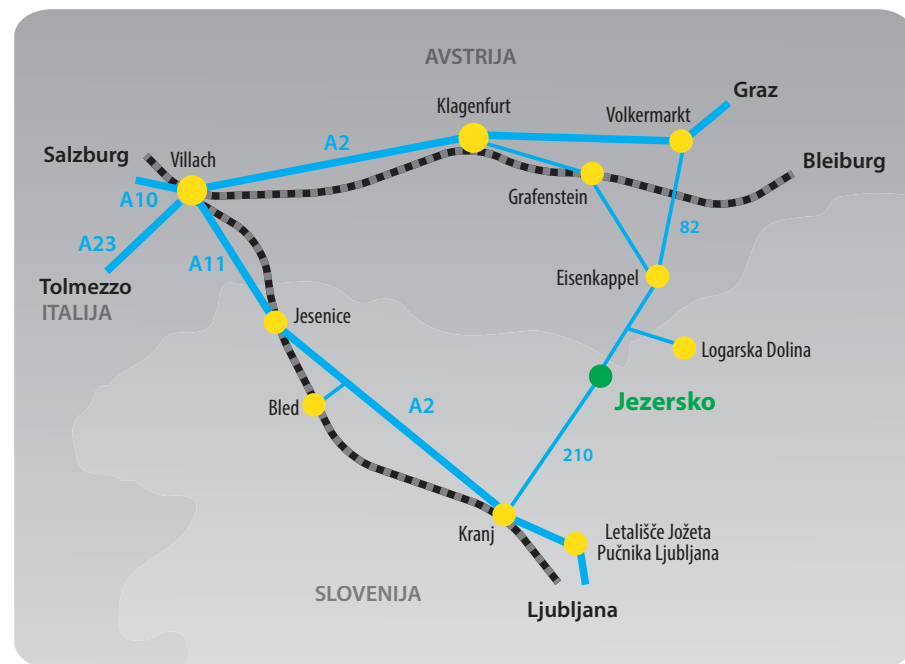 AVSTRIJA
Graz
Klagenfurt
Volkermarkt
A2
Salzburg
Villach
Bleiburg
A10
Grafenstein
82
A23
A11
Eisenkappel
Tolmezzo
ITALIJA
Jesenice
Logarska Dolina
Jezersko
Bled
A2
210
Kranj
Letališče Jožeta
Pučnika Ljubljana
SLOVENIJA
Ljubljana